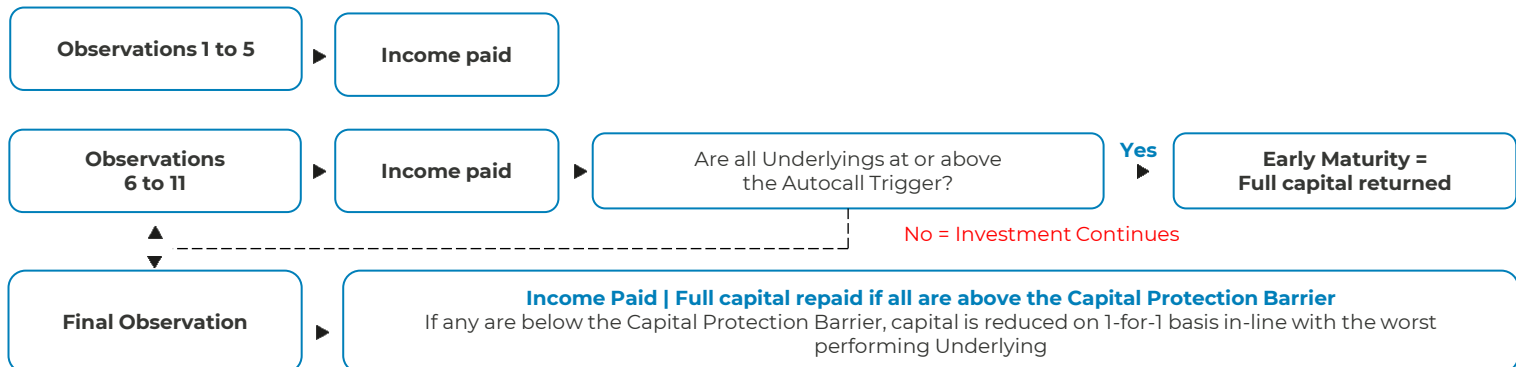 Observations 1 to 5
Income paid
Observations
6 to 11
Income paid
Are all Underlyings at or above
the Autocall Trigger?
Yes
Early Maturity =
Full capital returned
No = Investment Continues
Final Observation
Income Paid | Full capital repaid if all are above the Capital Protection Barrier
If any are below the Capital Protection Barrier, capital is reduced on 1-for-1 basis in-line with the worst
performing Underlying